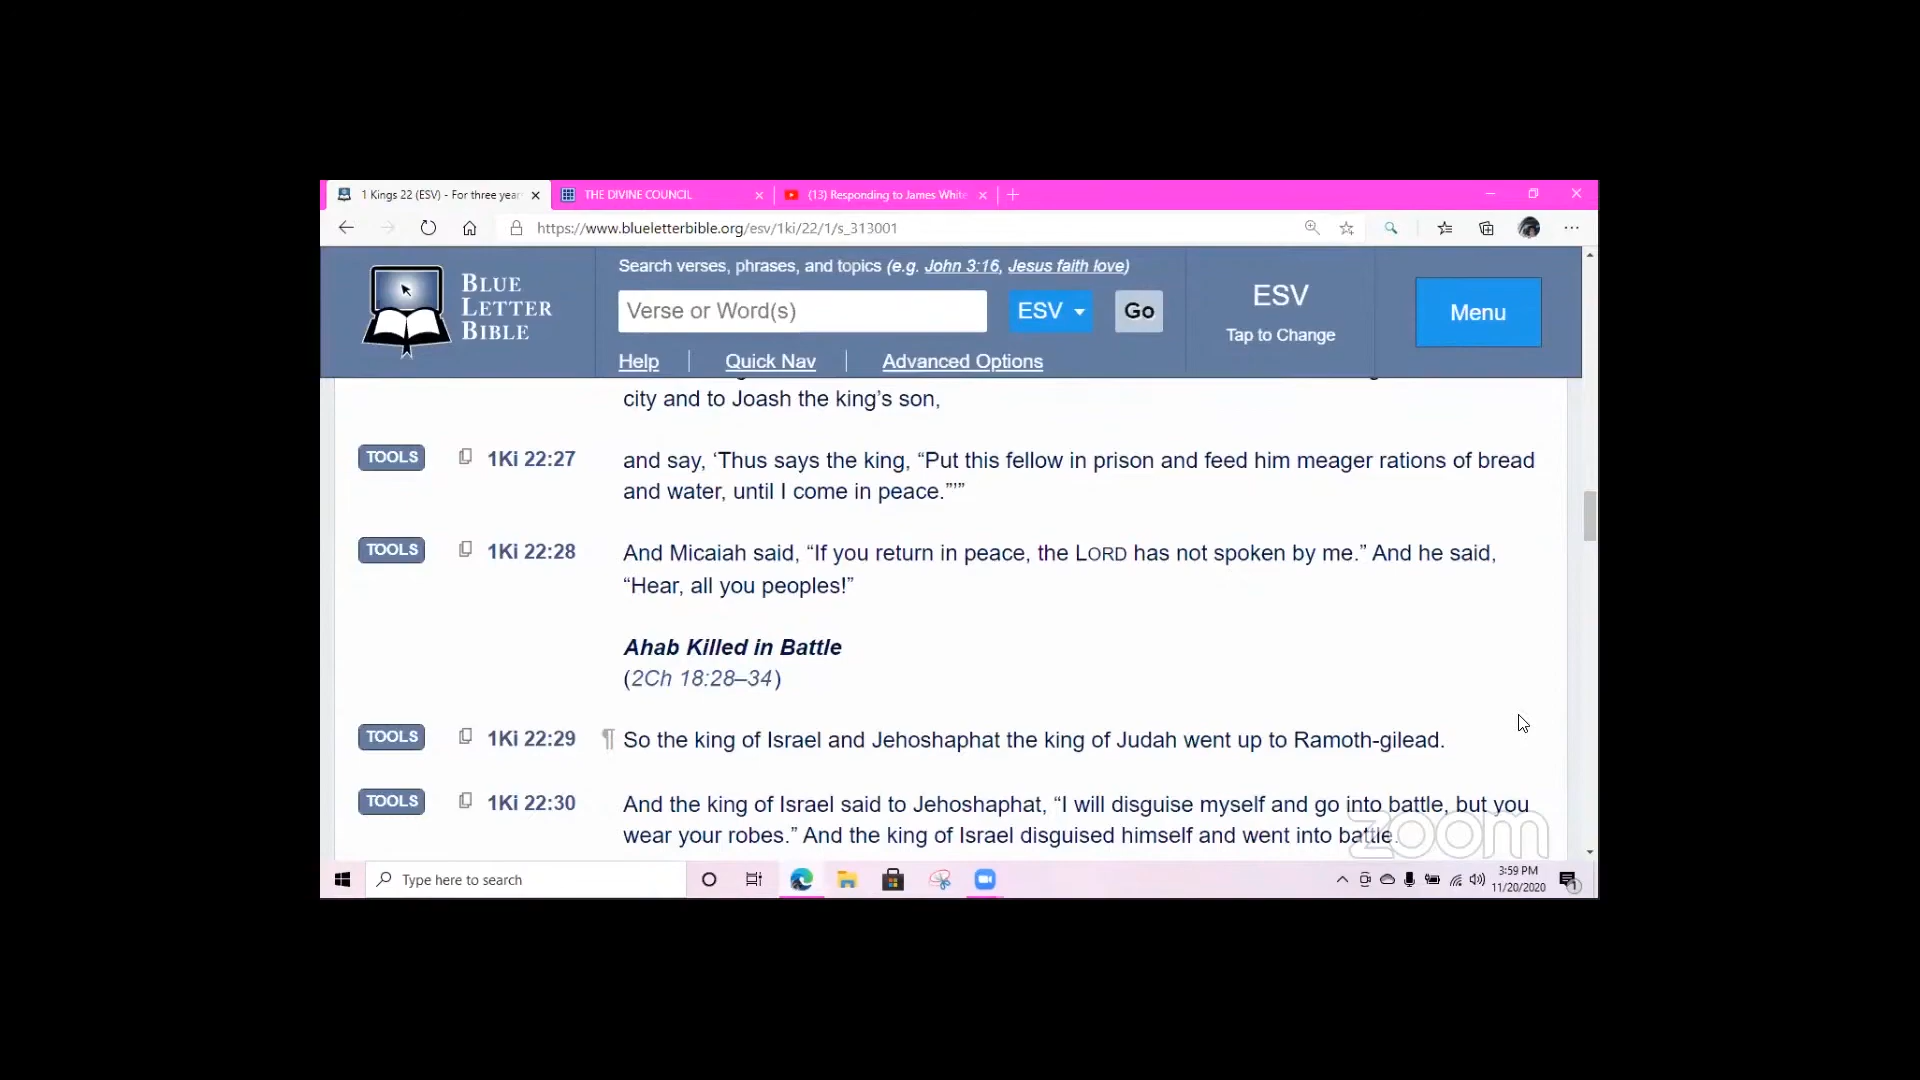 1 Kings 22 (ESV) - For three year
THE DIVINE COUNCIL
(13) Responding to James White
https://www.blueletterbible.org/esv/1ki/22/1/s_313001
BLUE
LETTER
BIBLE
Search verses, phrases, and topics (e.g. John 3:16, Jesus faith love)
Verse or Word(s)
ESV
Go
Help
Quick Nav
Advanced Options
ESV
Tap to Change
Menu
city and to Joash the king’s son,
TOOLS 1Ki 22:27 and say, ‘Thus says the king, “Put this fellow in prison and feed him meager rations of bread
and water, until I come in peace.”’”
TOOLS 1Ki 22:28 And Micaiah said, “If you return in peace, the LORD has not spoken by me.” And he said,
“Hear, all you peoples!”
Ahab Killed in Battle
(2Ch 18:28–34)
TOOLS 1Ki 22:29 ¶ So the king of Israel and Jehoshaphat the king of Judah went up to Ramoth-gilead.
TOOLS 1Ki 22:30 And the king of Israel said to Jehoshaphat, “I will disguise myself and go into battle, but you
wear your robes.” And the king of Israel disguised himself and went into battle.
zoom
Type here to search
3:59 PM
11/20/2020
1